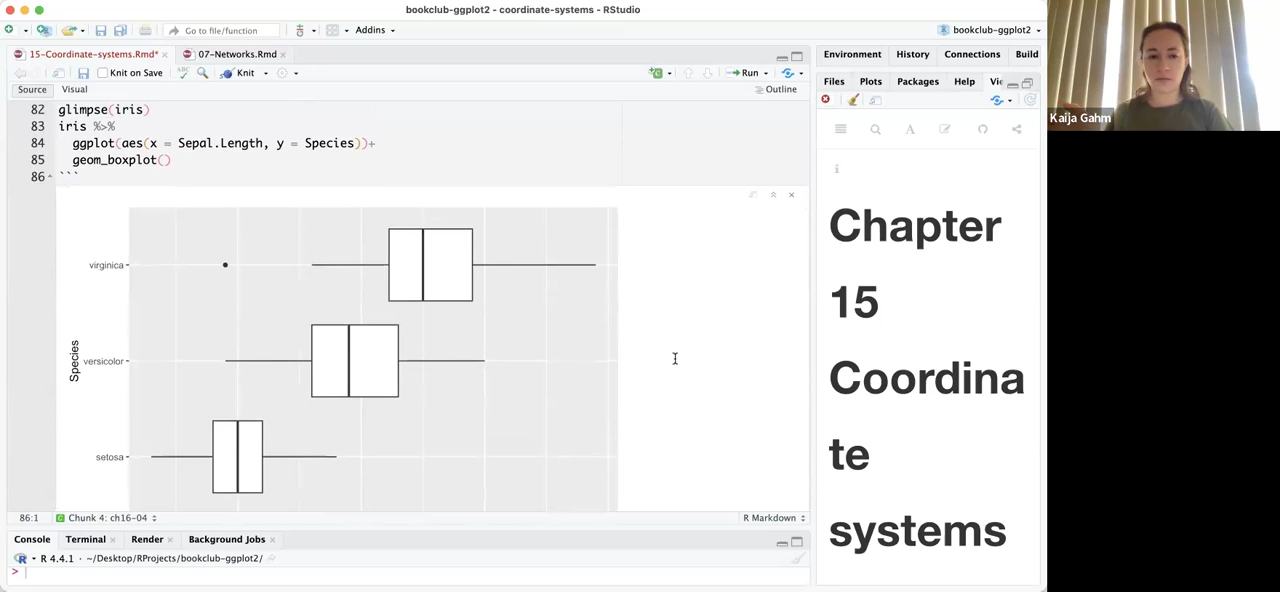 bookclub-ggplot2 - coordinate-systems - RStudio
Go to file/function
Addins
bookclub-ggplot2
15-Coordinate-systems.Rmd*
07-Networks.Rmd
Knit on Save
ABC
Knit
Run
Source
Visual
Outline
82 glimpse(iris)
83 iris %>%
84 ggplot(aes(x = Sepal.Length, y = Species))+
85 geom_boxplot()
86 ```
virginica
versicolor
setosa
Species
86:1
Chunk 4: ch16-04
R Markdown
Console
Terminal
Render
Background Jobs
R 4.4.1 · ~/Desktop/RProjects/bookclub-ggplot2/
>
Environment
History
Connections
Build
Files
Plots
Packages
Help
Vie
A
i
Chapter
15
Coordina
te
systems
Kaija Gahm